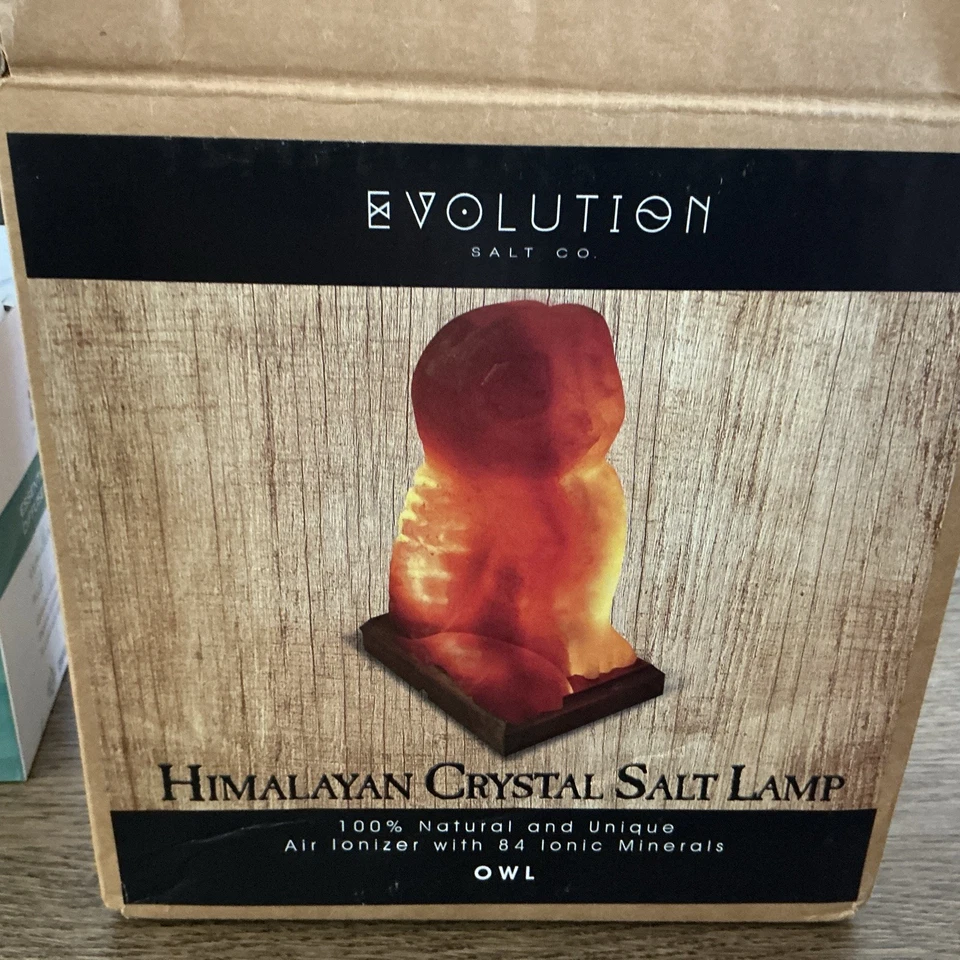 EVOLUTION
SALT CO.
HIMALAYAN CRYSTAL SALT LAMP
100% Natural and Unique
Air Ionizer with 84 Ionic Minerals
OWL